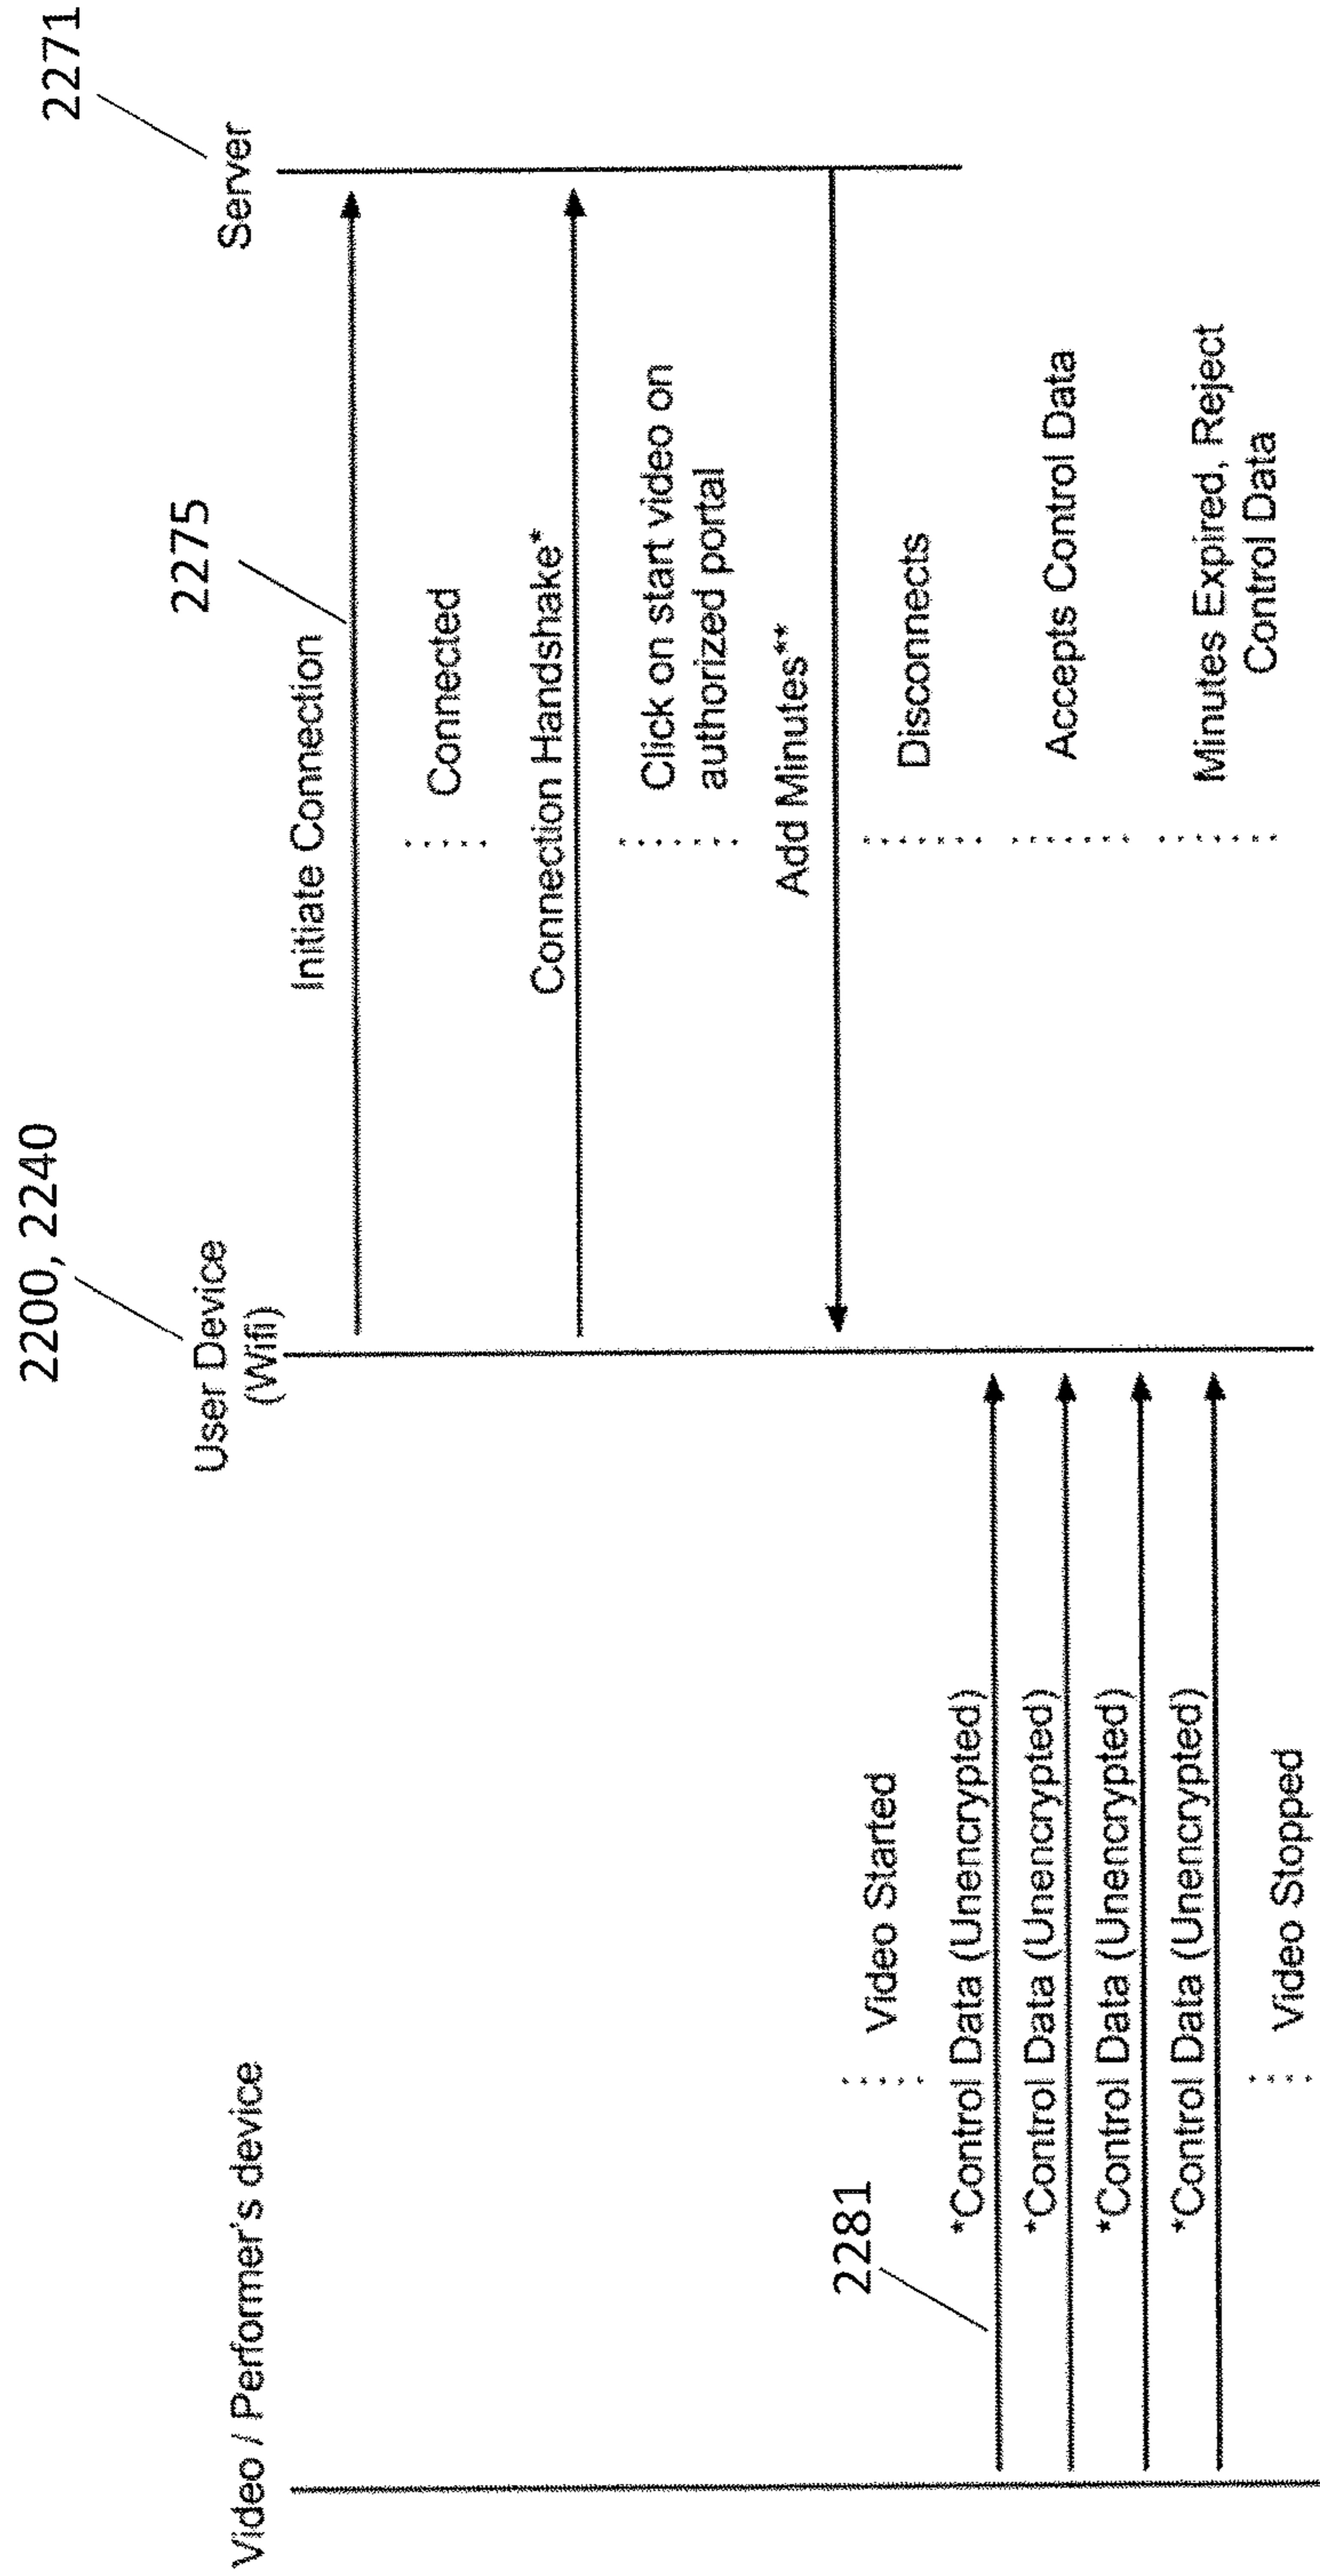 2200, 2240
2271
Video / Performer's device
User Device
(Wifi)
Server
2275
Initiate Connection
Connected
Connection Handshake*
Click on start video on
authorized portal
Add Minutes**
2281
Video Started
Disconnects
*Control Data (Unencrypted)
*Control Data (Unencrypted)
Accepts Control Data
*Control Data (Unencrypted)
*Control Data (Unencrypted)
Minutes Expired, Reject
Control Data
Video Stopped